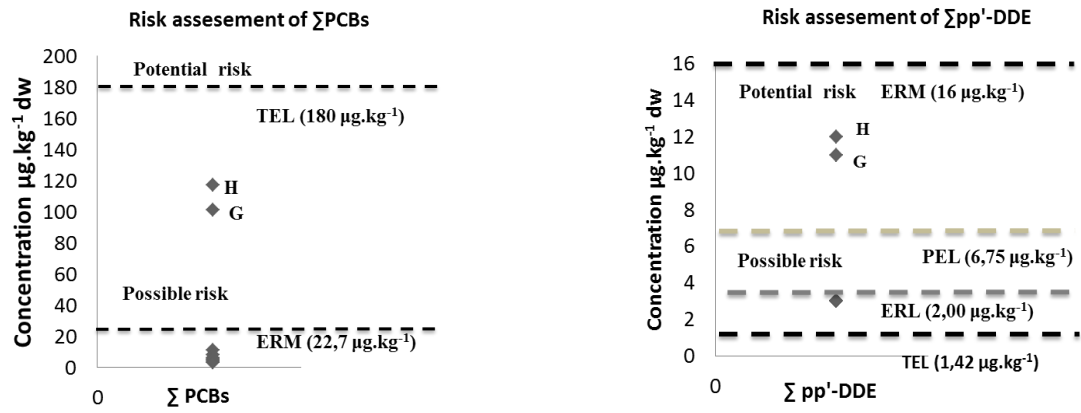 Risk assesement of ∑PCBs
Concentration µg.kg⁻¹ dw
200
180
160
140
120
100
80
60
40
20
0
0
Potential risk
TEL (180 µg.kg⁻¹)
H
G
Possible risk
ERM (22,7 µg.kg⁻¹)
∑ PCBs
Risk assesement of ∑pp'-DDE
Concentration µg.kg⁻¹ dw
16
14
12
10
8
6
4
2
0
0
Potential risk
ERM (16 µg.kg⁻¹)
H
G
PEL (6,75 µg.kg⁻¹)
Possible risk
ERL (2,00 µg.kg⁻¹)
TEL (1,42 µg.kg⁻¹)
∑ pp'-DDE